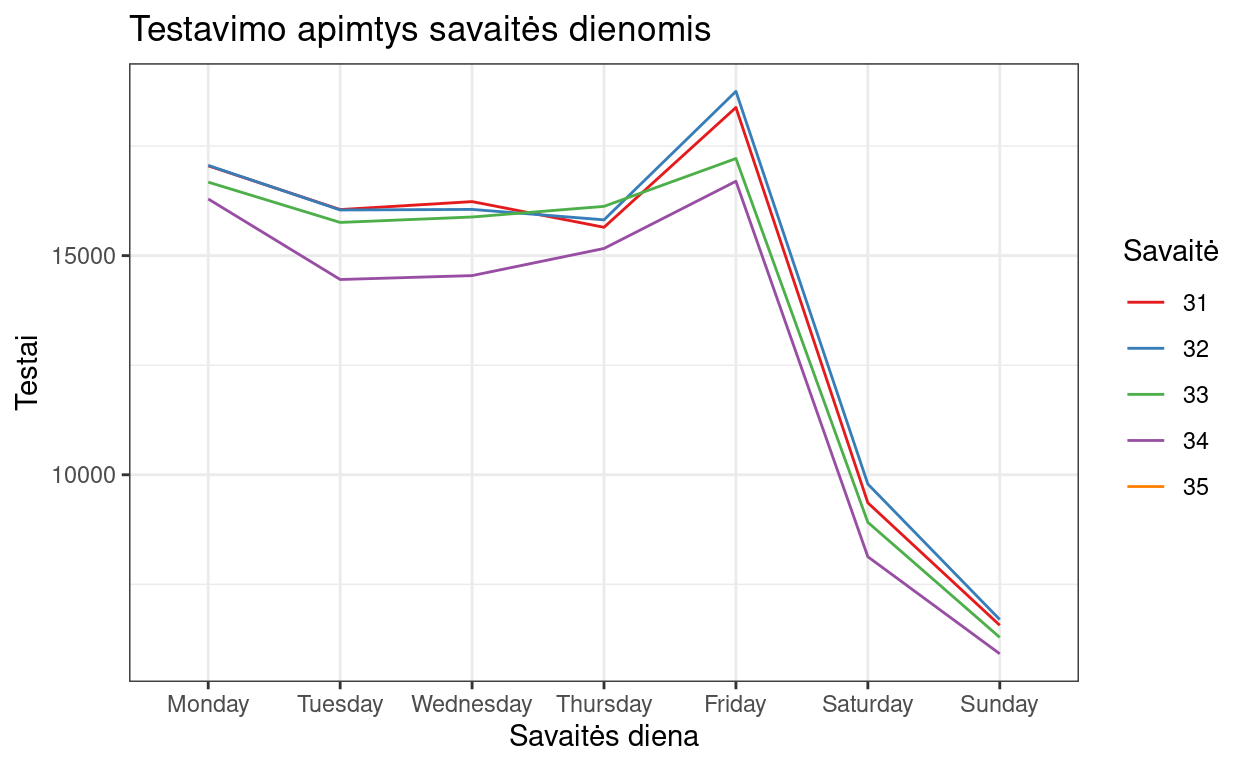 Testavimo apimtys savaitės dienomis
Testai
15000
10000
Monday Tuesday Wednesday Thursday Friday Saturday Sunday
Savaitės diena
Savaitė
31
32
33
34
35